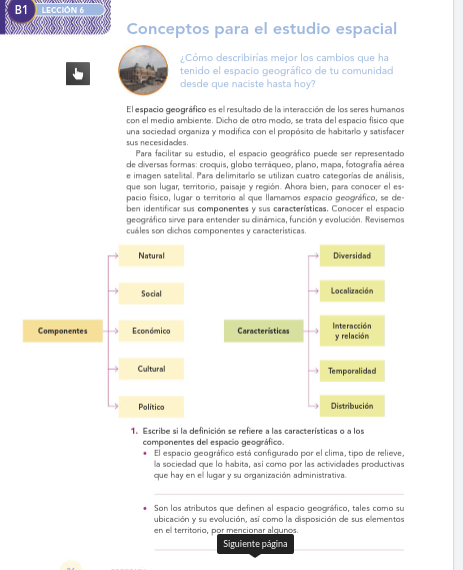 B1
LECCIÓN 6
Conceptos para el estudio espacial
¿Cómo describirías mejor los cambios que ha
tenido el espacio geográfico de tu comunidad
desde que naciste hasta hoy?
El espacio geográfico es el resultado de la interacción de los seres humanos
con el medio ambiente. Dicho de otro modo, se trata del espacio físico que
una sociedad organiza y modifica con el propósito de habitarlo y satisfacer
sus necesidades.
Para facilitar su estudio, el espacio geográfico puede ser representado
de diversas formas: croquis, globo terráqueo, plano, mapa, fotografía aérea
e imagen satelital. Para delimitarlo se utilizan cuatro categorías de análisis,
que son lugar, territorio, paisaje y región. Ahora bien, para conocer el es-
pacio físico, lugar o territorio al que llamamos espacio geográfico, se de-
ben identificar sus componentes y sus características. Conocer el espacio
geográfico sirve para entender su dinámica, función y evolución. Revisemos
cuáles son dichos componentes y características.
Componentes
Natural
Social
Económico
Cultural
Político
Características
Diversidad
Localización
Interacción
y relación
Temporalidad
Distribución
1. Escribe si la definición se refiere a las características o a los
componentes del espacio geográfico.
• El espacio geográfico está configurado por el clima, tipo de relieve,
la sociedad que lo habita, así como por las actividades productivas
que hay en el lugar y su organización administrativa.
• Son los atributos que definen al espacio geográfico, tales como su
ubicación y su evolución, así como la disposición de sus elementos
en el territorio, por mencionar algunos.
Siguiente página